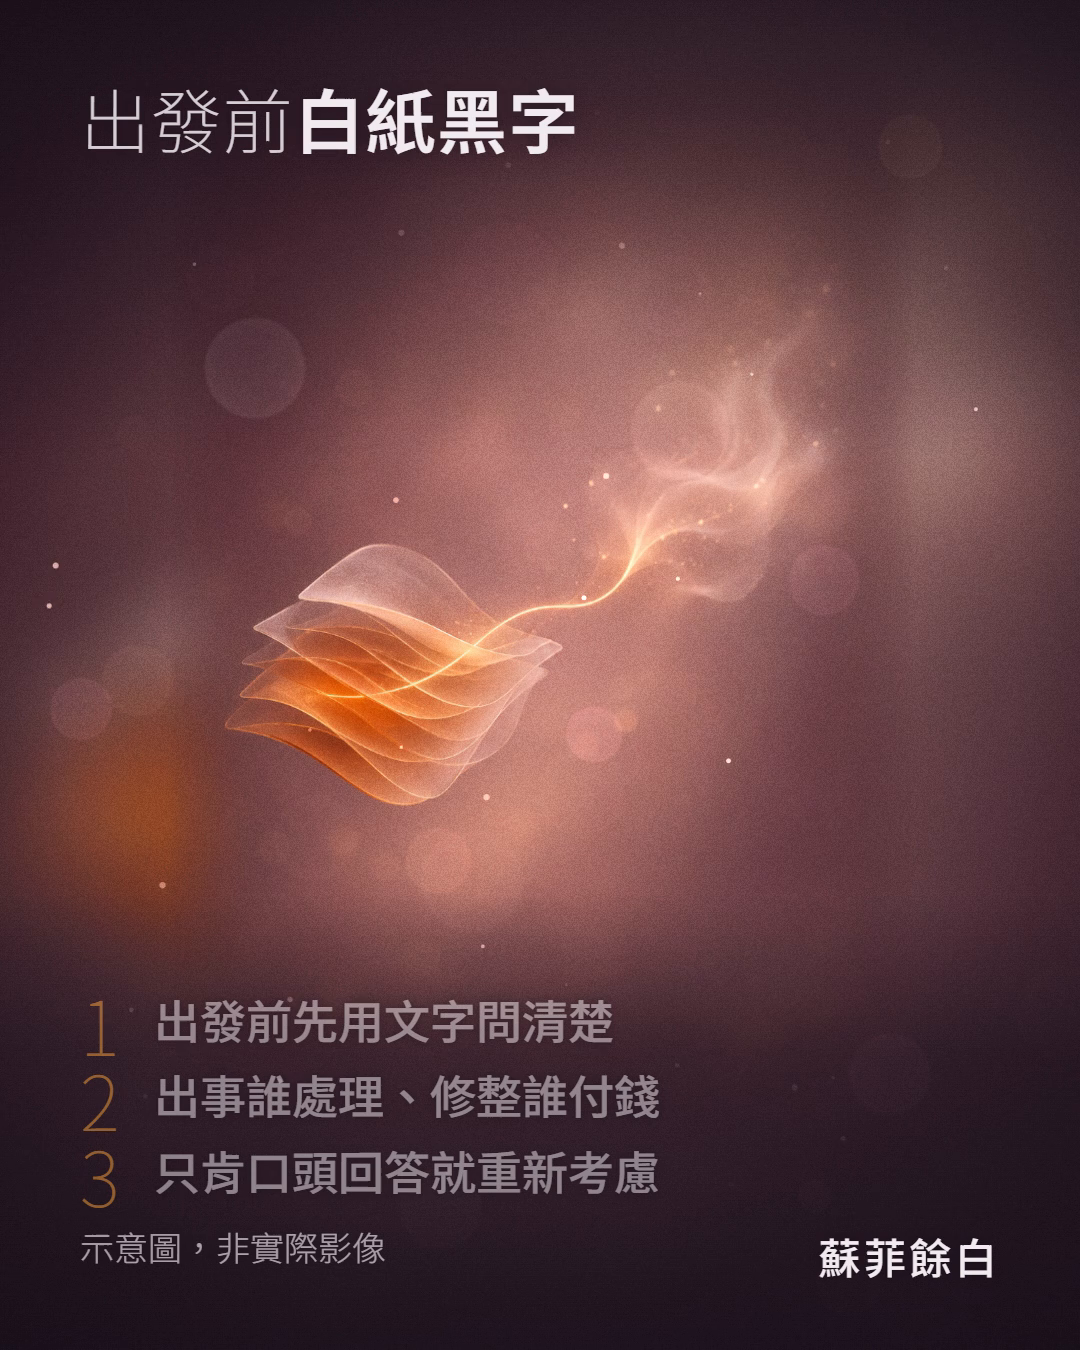 出發前白紙黑字
1 出發前先用文字問清楚
2 出事誰處理、修整誰付錢
3 只肯口頭回答就重新考慮
示意圖，非實際影像
蘇菲餘白